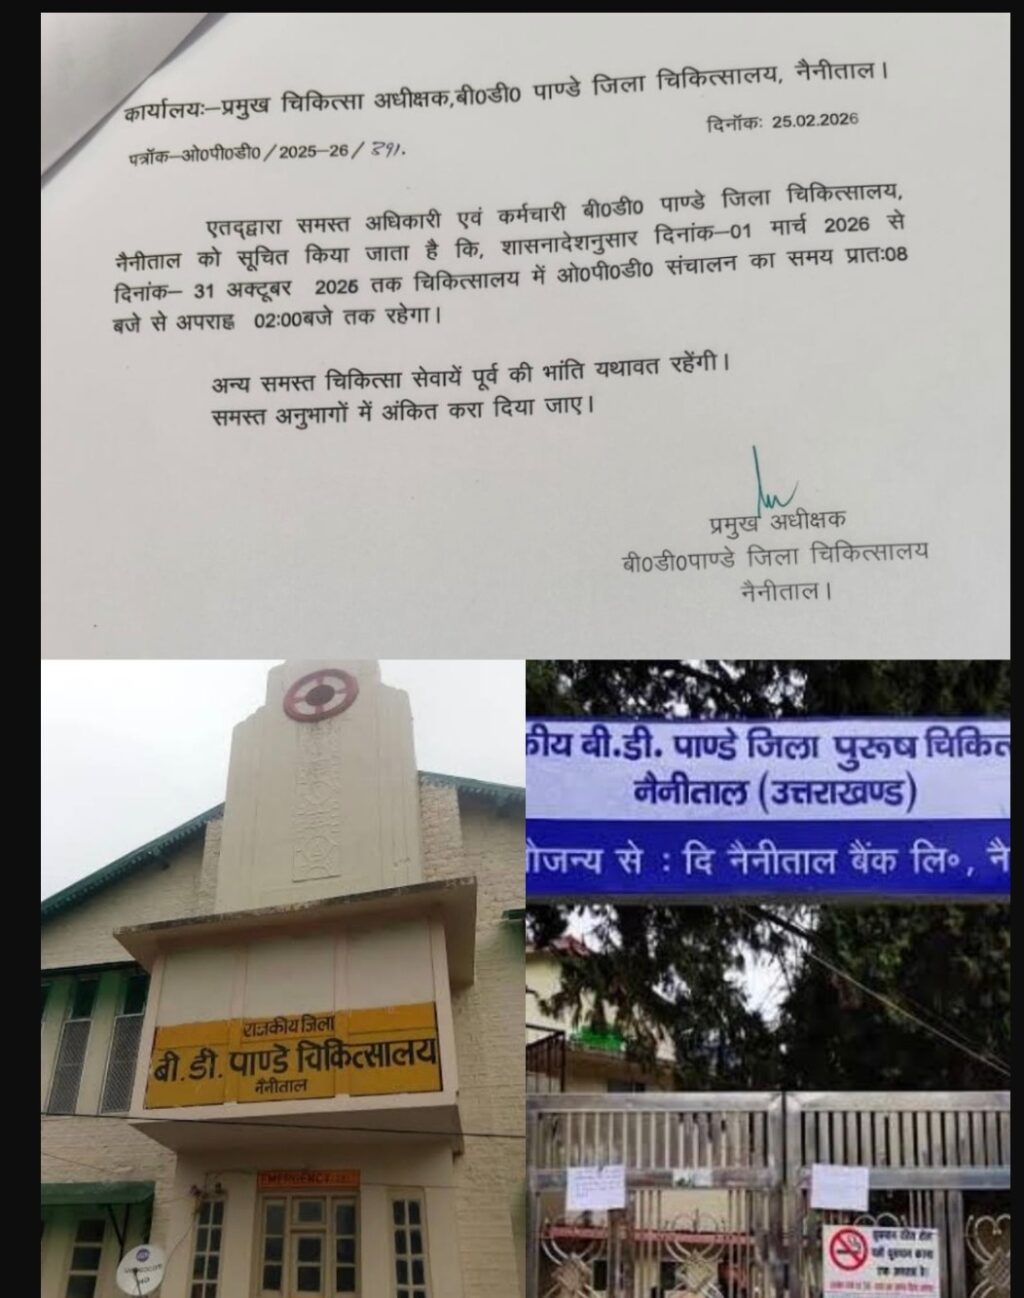 कार्यालयः–प्रमुख चिकित्सा अधीक्षक,बी0डी0 पाण्डे जिला चिकित्सालय, नैनीताल।
दिनॉकः 25.02.2026
पत्रॉक–ओ0पी0डी0/2025–26/
एतद्द्वारा समस्त अधिकारी एवं कर्मचारी बी0डी0 पाण्डे जिला चिकित्सालय,
नैनीताल को सूचित किया जाता है कि, शासनादेशनुसार दिनांक–01 मार्च 2026 से
दिनांक– 31 अक्टूबर 2026 तक चिकित्सालय में ओ0पी0डी0 संचालन का समय प्रातः08
बजे से अपराह्न 02:00बजे तक रहेगा।
अन्य समस्त चिकित्सा सेवायें पूर्व की भांति यथावत रहेंगी।
समस्त अनुभागों में अंकित करा दिया जाए।
प्रमुख अधीक्षक
बी0डी0पाण्डे जिला चिकित्सालय
नैनीताल।
कीय बी.डी. पाण्डे जिला पुरूष चिकित
नैनीताल (उत्तराखण्ड)
ोजन्य से : दि नैनीताल बैंक लि॰, नै
राजकीय जिला
बी.डी. पाण्डे चिकित्सालय
नैनीताल
EMERGENCY